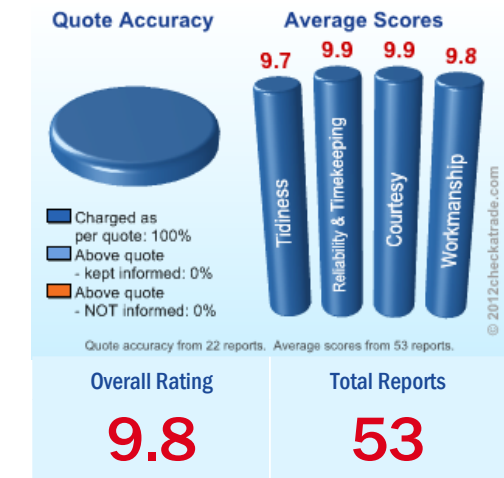 Quote Accuracy
Average Scores
9.7
9.9
9.9
9.8
Tidiness
Reliability & Timekeeping
Courtesy
Workmanship
Charged as
per quote: 100%
Above quote
- kept informed: 0%
Above quote
- NOT informed: 0%
© 2012checkatrade.com
Quote accuracy from 22 reports. Average scores from 53 reports.
Overall Rating
9.8
Total Reports
53